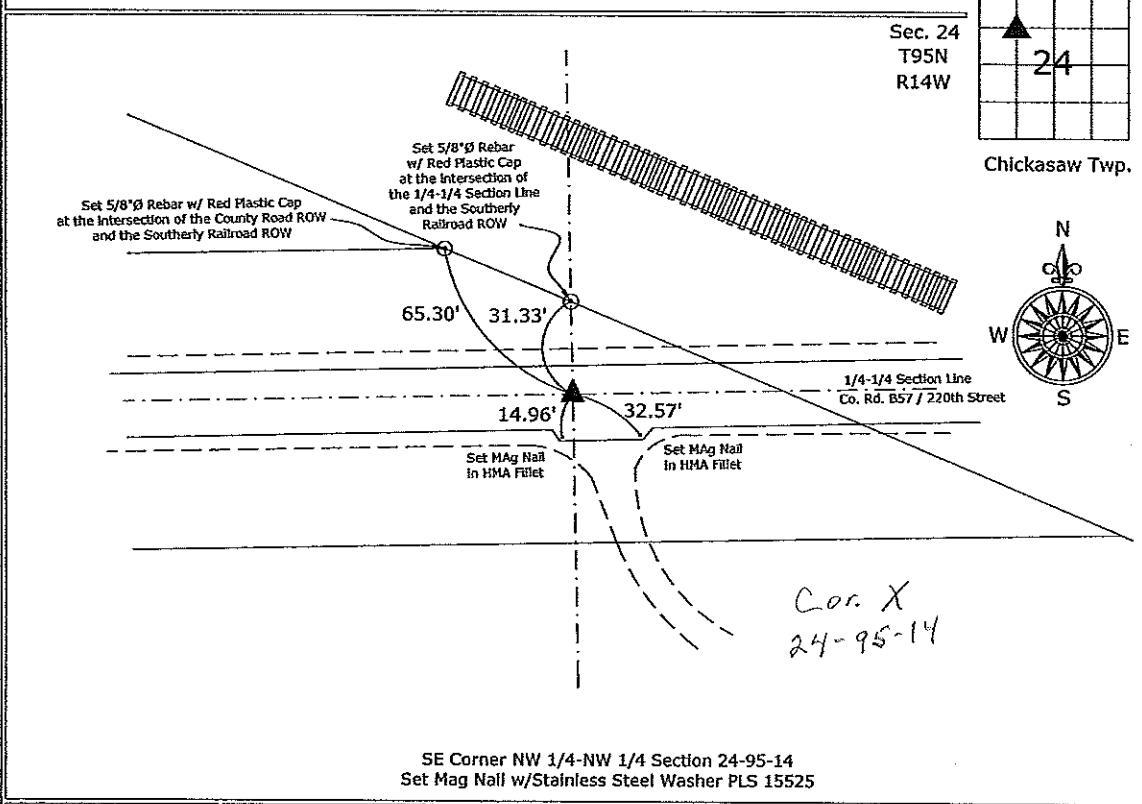 Sec. 24
T95N
R14W
24
Chickasaw Twp.
Set 5/8"Ø Rebar
w/ Red Plastic Cap
at the Intersection of
the 1/4-1/4 Section Line
and the Southerly
Railroad ROW
Set 5/8"Ø Rebar w/ Red Plastic Cap
at the Intersection of the County Road ROW
and the Southerly Railroad ROW
N
W
E
S
65.30'
31.33'
1/4-1/4 Section Line
Co. Rd. B57 / 220th Street
14.96'
32.57'
Set MAg Nail
in HMA Fillet
Set MAg Nail
in HMA Fillet
Cor. X
24-95-14
SE Corner NW 1/4-NW 1/4 Section 24-95-14
Set Mag Nail w/Stainless Steel Washer PLS 15525